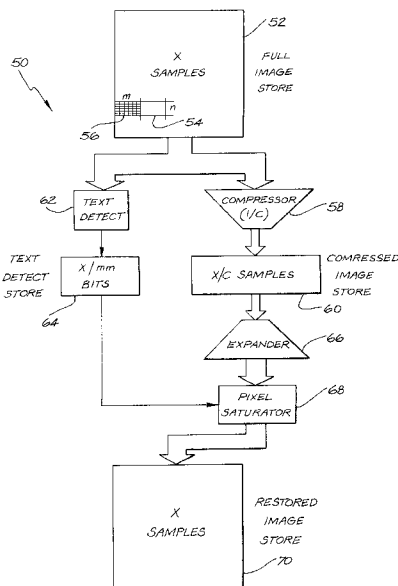 52
X
SAMPLES
FULL
IMAGE
STORE
50
m
n
56
54
62
TEXT
DETECT
COMPRESSOR
(1/C)
58
TEXT
DETECT
STORE
X/mm
BITS
64
X/C SAMPLES
COMRESSED
IMAGE
STORE
60
EXPANDER
66
PIXEL
SATURATOR
68
X
SAMPLES
RESTORED
IMAGE
STORE
70